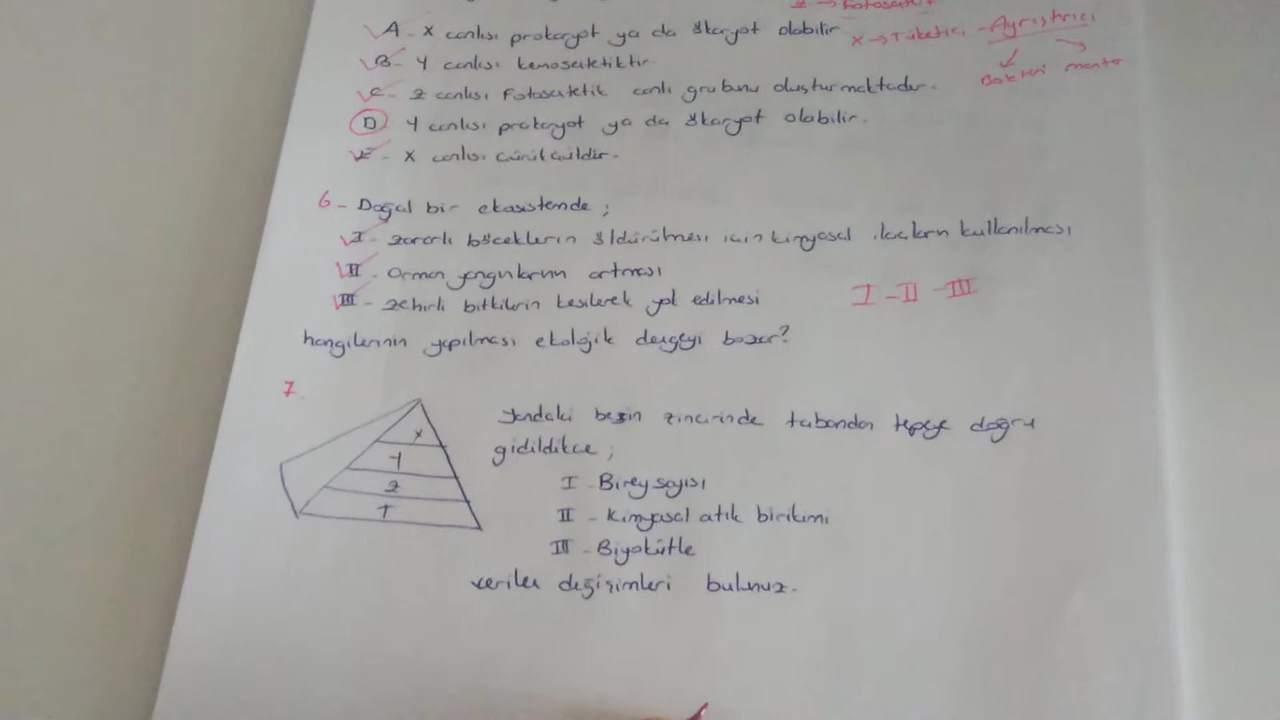 → Fotosentetik
A - X canlısı prokaryot ya da ökaryot olabilir
X → Tüketici - Ayrıştırıcı
B - Y canlısı kemosentetiktir
Bakteri mantar
C - Z canlısı Fotosentetik canlı grubunu oluşturmaktadır.
D Y canlısı prokaryot ya da ökaryot olabilir.
E - X canlısı
6 - Doğal bir ekosistemde ;
I - zararlı böceklerin öldürülmesi için kimyasal ilaçların kullanılması
II - Orman yangınlarının artması
III - zehirli bitkilerin kesilerek yok edilmesi
I - II - III
hangilerinin yapılması ekolojik dengeyi bozar?
7.
Yandaki besin zincirinde tabandan tepeye doğru
gidildikçe ;
X
Y
Z
T
I - Birey sayısı
II - Kimyasal atık birikimi
III - Biyokütle
verilen değişimleri bulunuz.